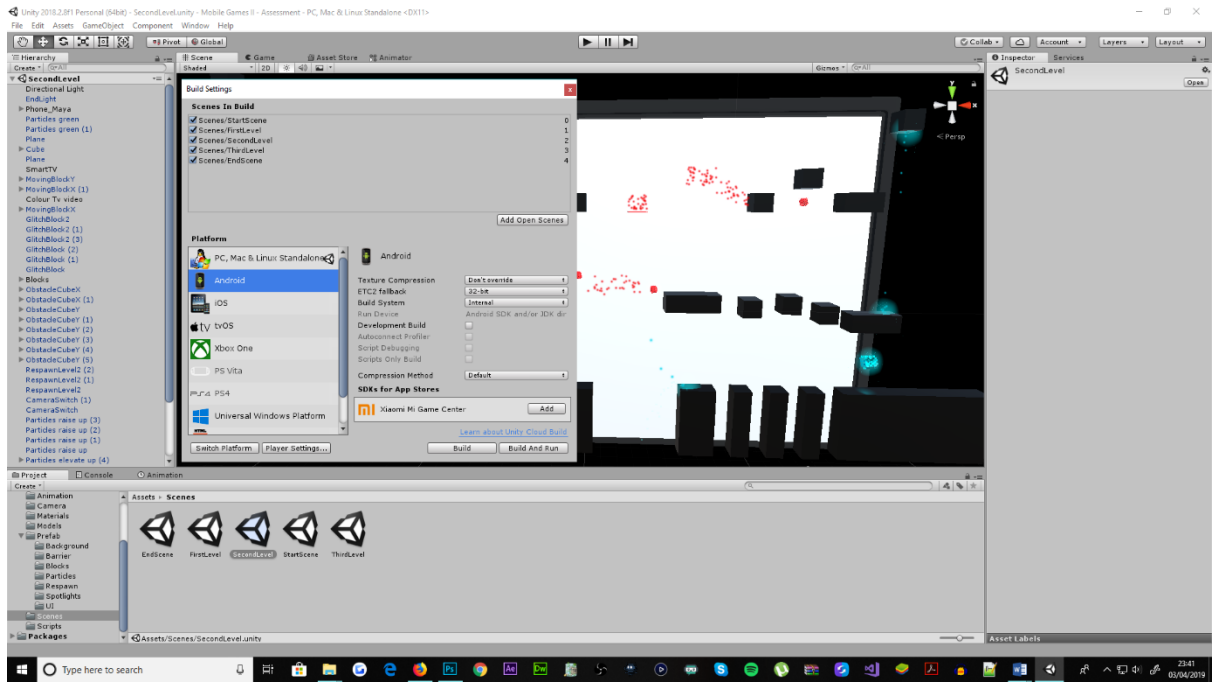 Unity 2018.2.8f1 Personal (64bit) - SecondLevel.unity - Mobile Games II - Assessment - PC, Mac & Linux Standalone <DX11>
File Edit Assets GameObject Component Window Help
Pivot Global
Collab Account Layers Layout
Hierarchy
Create All
SecondLevel
Directional Light
EndLight
Phone_Maya
Particles green
Particles green (1)
Plane
Cube
Plane
SmartTV
MovingBlockY
MovingBlockX (1)
Colour Tv video
MovingBlockX
GlitchBlock2
GlitchBlock2 (1)
GlitchBlock2 (3)
GlitchBlock (2)
GlitchBlock (1)
GlitchBlock
Blocks
ObstacleCubeX
ObstacleCubeX (1)
ObstacleCubeY
ObstacleCubeY (1)
ObstacleCubeY (2)
ObstacleCubeY (3)
ObstacleCubeY (4)
ObstacleCubeY (5)
RespawnLevel2 (2)
RespawnLevel2 (1)
RespawnLevel2
CameraSwitch (1)
CameraSwitch
Particles raise up (3)
Particles raise up (2)
Particles raise up (1)
Particles raise up
Particles elevate up (4)
Scene Game Asset Store Animator
Shaded 2D Gizmos All
y
x
Persp
Build Settings
Scenes In Build
Scenes/StartScene 0
Scenes/FirstLevel 1
Scenes/SecondLevel 2
Scenes/ThirdLevel 3
Scenes/EndScene 4
Add Open Scenes
Platform
PC, Mac & Linux Standalone
Android
iOS
tv tvOS
Xbox One
PS Vita
PS4 PS4
Universal Windows Platform
Android
Texture Compression Don't override
ETC2 fallback 32-bit
Build System Internal
Run Device Android SDK and/or JDK dir
Development Build
Autoconnect Profiler
Script Debugging
Scripts Only Build
Compression Method Default
SDKs for App Stores
Xiaomi Mi Game Center Add
Learn about Unity Cloud Build
Switch Platform Player Settings... Build Build And Run
Inspector Services
SecondLevel
Open
Asset Labels
Project Console Animation
Create
Animation
Camera
Materials
Models
Prefab
Background
Barrier
Blocks
Particles
Respawn
Spotlights
UI
Scenes
Scripts
Packages
Assets Scenes
EndScene FirstLevel SecondLevel StartScene ThirdLevel
Assets/Scenes/SecondLevel.unity
Type here to search
Ps Ae Dw
23:41
03/04/2019